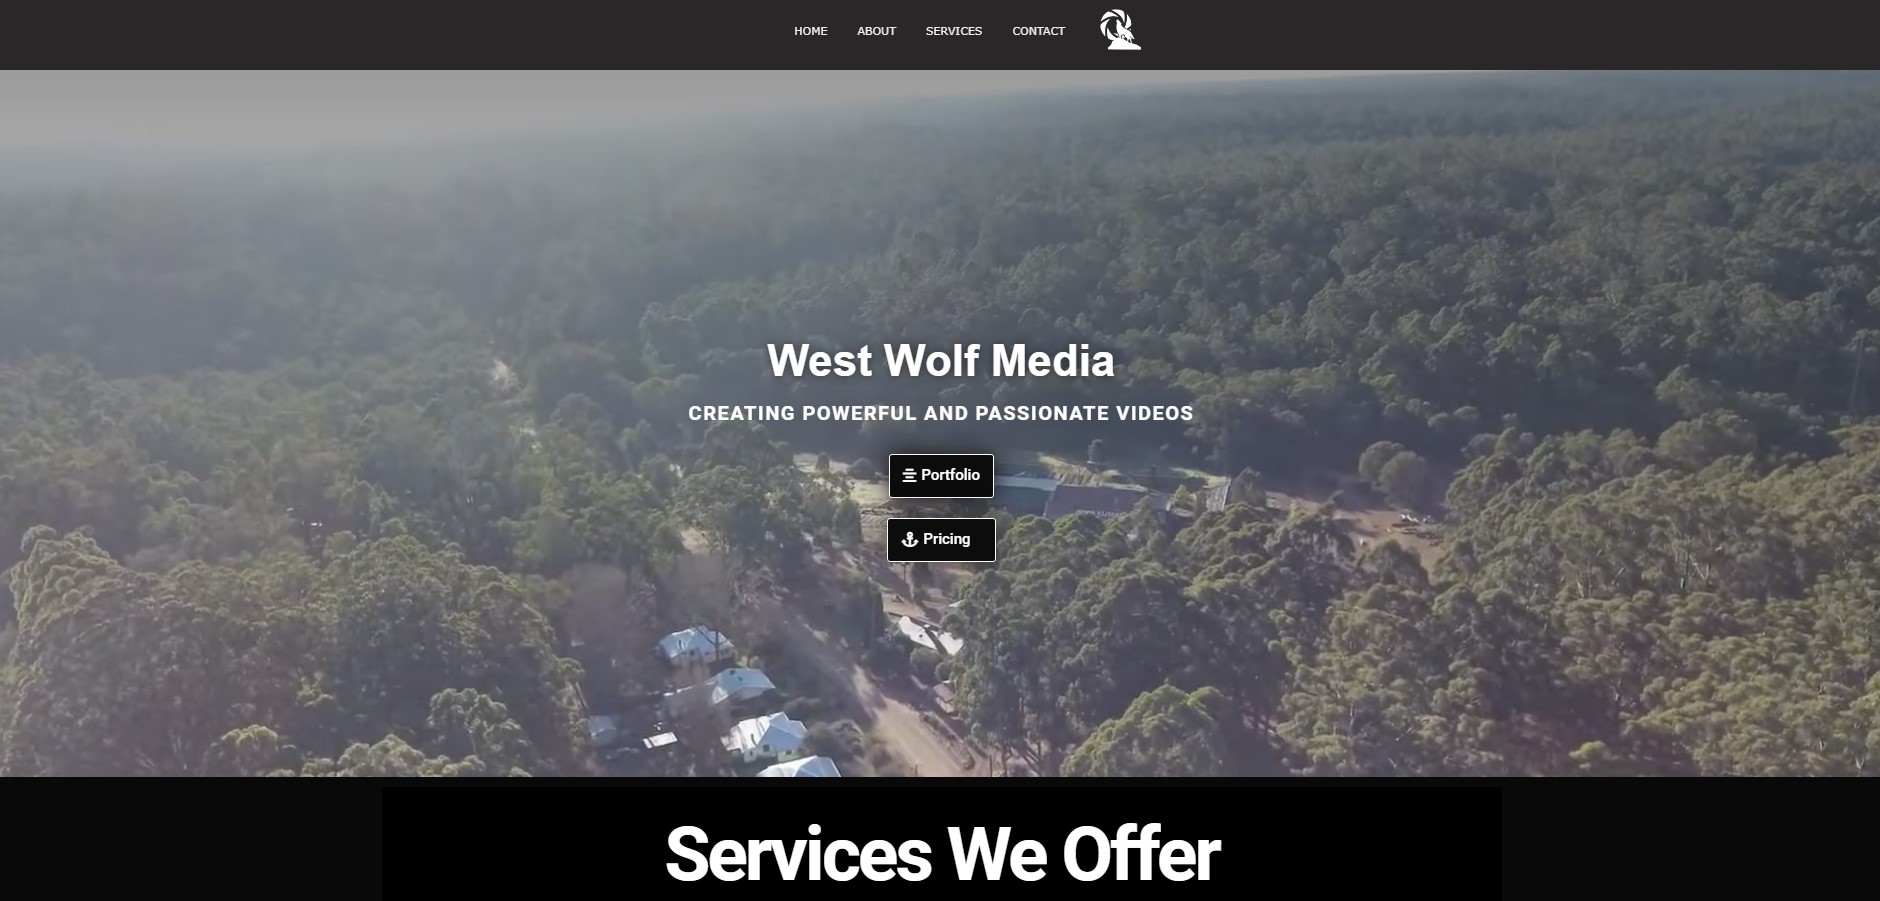 HOME ABOUT SERVICES CONTACT
West Wolf Media
CREATING POWERFUL AND PASSIONATE VIDEOS
Portfolio
Pricing
Services We Offer